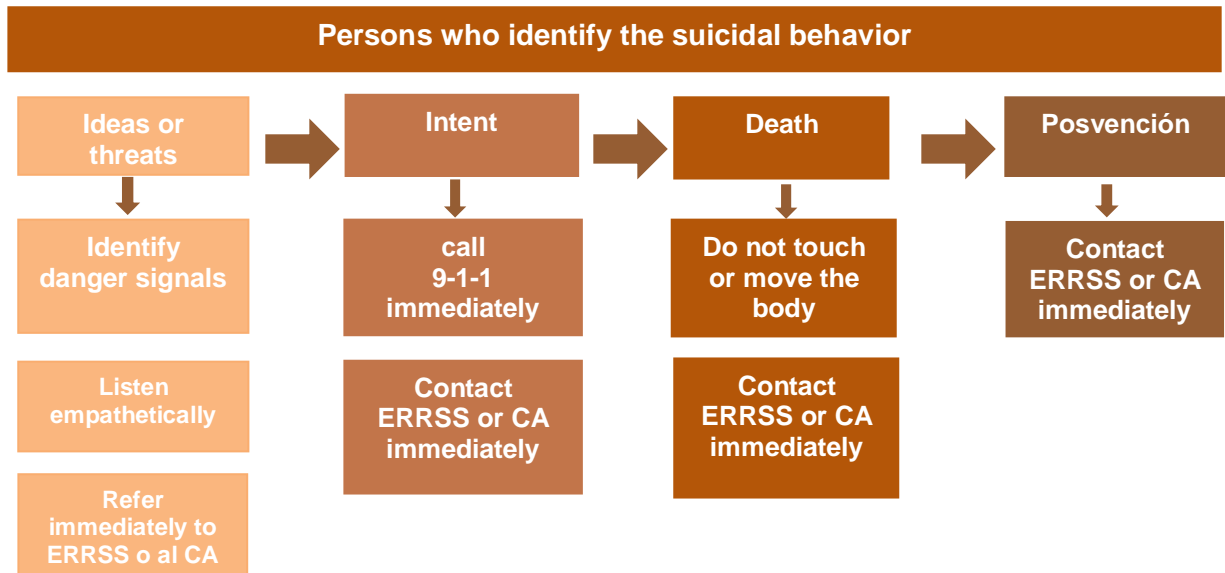 Persons who identify the suicidal behavior
Ideas or
threats
Intent
Death
Posvención
Identify
danger signals
call
9-1-1
immediately
Do not touch
or move the
body
Contact
ERRSS or CA
immediately
Listen
empathetically
Contact
ERRSS or CA
immediately
Contact
ERRSS or CA
immediately
Refer
immediately to
ERRSS o al CA